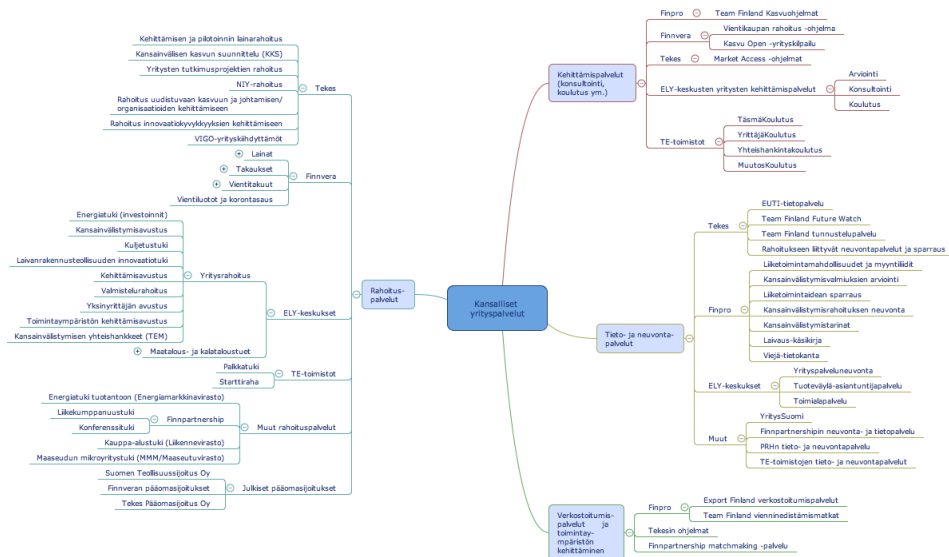 Kansalliset
yrityspalvelut
Rahoitus-
palvelut
Tekes
Kehittämisen ja pilotoinnin lainarahoitus
Kansainvälisen kasvun suunnittelu (KKS)
Yritysten tutkimusprojektien rahoitus
NIY-rahoitus
Rahoitus uudistuvaan kasvuun ja johtamisen/
organisaatioiden kehittämiseen
Rahoitus innovaatiokyvykkyyksien kehittämiseen
VIGO-yrityskiihdyttämöt
Finnvera
Lainat
Takaukset
Vientitakuut
Vientiluotot ja korontasaus
ELY-keskukset
Yritysrahoitus
Energiatuki (investoinnit)
Kansainvälistymisavustus
Kuljetustuki
Laivanrakennusteollisuuden innovaatiotuki
Kehittämisavustus
Valmistelurahoitus
Yksinyrittäjän avustus
Toimintaympäristön kehittämisavustus
Kansainvälistymisen yhteishankkeet (TEM)
Maatalous- ja kalataloustuet
TE-toimistot
Palkkatuki
Starttiraha
Muut rahoituspalvelut
Energiatuki tuotantoon (Energiamarkkinavirasto)
Finnpartnership
Liikekumppanuustuki
Konferenssituki
Kauppa-alustuki (Liikennevirasto)
Maaseudun mikroyritystuki (MMM/Maaseutuvirasto)
Julkiset pääomasijoitukset
Suomen Teollisuussijoitus Oy
Finnveran pääomasijoitukset
Tekes Pääomasijoitus Oy
Kehittämispalvelut
(konsultointi,
koulutus ym.)
Finpro
Team Finland Kasvuohjelmat
Finnvera
Vientikaupan rahoitus -ohjelma
Kasvu Open -yrityskilpailu
Tekes
Market Access -ohjelmat
ELY-keskusten yritysten kehittämispalvelut
Arviointi
Konsultointi
Koulutus
TE-toimistot
TäsmäKoulutus
YrittäjäKoulutus
Yhteishankintakoulutus
MuutosKoulutus
Tieto- ja neuvonta-
palvelut
Tekes
EUTI-tietopalvelu
Team Finland Future Watch
Team Finland tunnustelupalvelu
Rahoitukseen liittyvät neuvontapalvelut ja sparraus
Finpro
Liiketoimintamahdollisuudet ja myyntiliidit
Kansainvälistymisvalmiuksien arviointi
Liiketoimintaidean sparraus
Kansainvälistymisrahoituksen neuvonta
Kansainvälistymistarinat
Laivaus-käsikirja
Viejä-tietokanta
ELY-keskukset
Yrityspalveluneuvonta
Tuoteväylä-asiantuntijapalvelu
Toimialapalvelu
Muut
YritysSuomi
Finnpartnershipin neuvonta- ja tietopalvelu
PRHn tieto- ja neuvontapalvelu
TE-toimistojen tieto- ja neuvontapalvelut
Verkostoitumis-
palvelut ja
toimintay-
mpäristön
kehittäminen
Finpro
Export Finland verkostoitumispalvelut
Team Finland vienninedistämismatkat
Tekesin ohjelmat
Finnpartnership matchmaking -palvelu